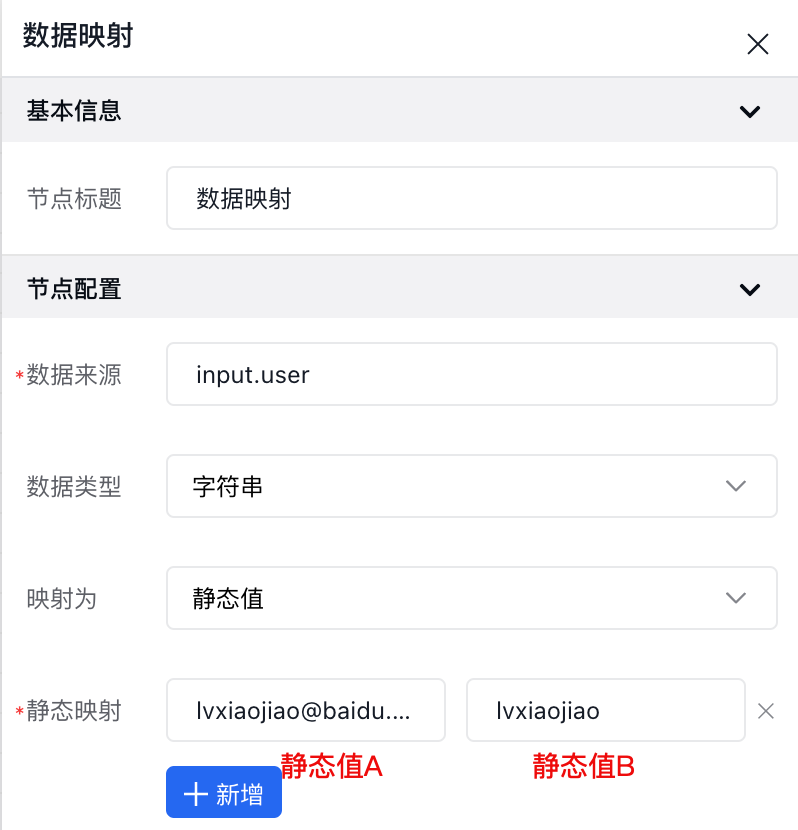 数据映射
基本信息
节点标题 数据映射
节点配置
*数据来源 input.user
数据类型 字符串
映射为 静态值
*静态映射 lvxiaojiao@baidu.... lvxiaojiao
静态值A 静态值B
新增